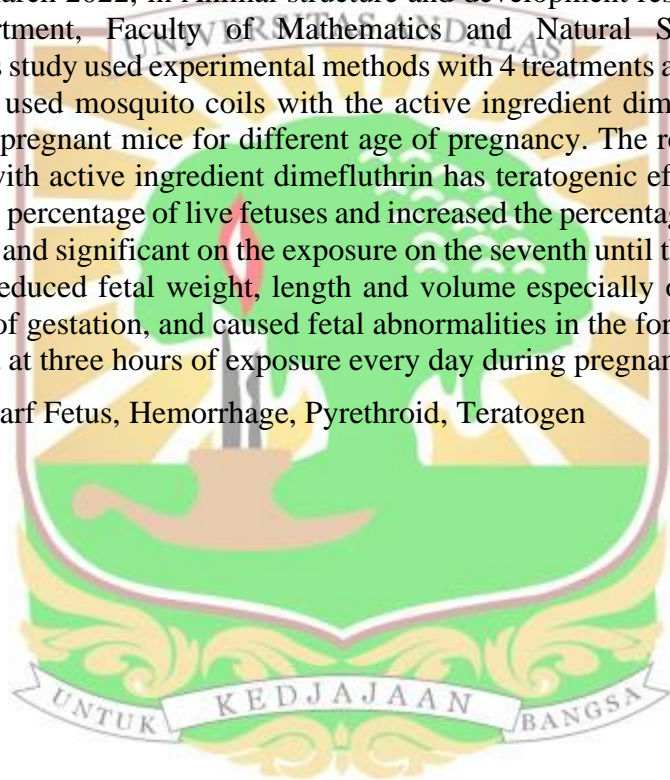 arch 2022, in Animal structure and development res
rtment, Faculty of Mathematics and Natural S
UNIVERSITAS ANDALAS
s study used experimental methods with 4 treatments a
used mosquito coils with the active ingredient dim
pregnant mice for different age of pregnancy. The r
with active ingredient dimefluthrin has teratogenic ef
percentage of live fetuses and increased the percentag
and significant on the exposure on the seventh until t
educed fetal weight, length and volume especially
of gestation, and caused fetal abnormalities in the for
at three hours of exposure every day during pregnan
arf Fetus, Hemorrhage, Pyrethroid, Teratogen
UNTUK KEDJAJAAN BANGSA